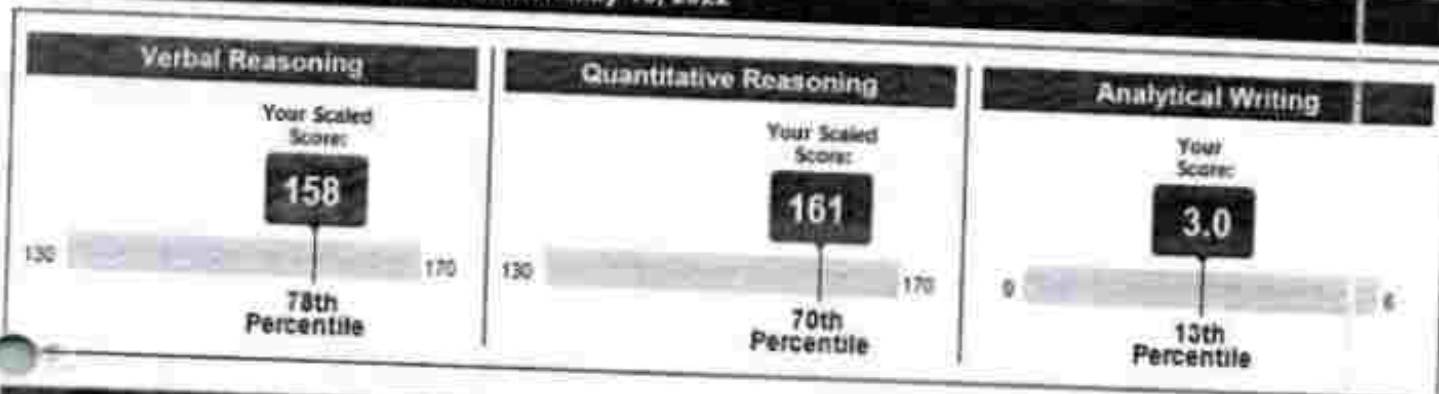 2022
Verbal Reasoning
Your Scaled
Score:
158
130
170
78th
Percentile
Quantitative Reasoning
Your Scaled
Score:
161
130
170
70th
Percentile
Analytical Writing
Your
Score:
3.0
0
6
13th
Percentile